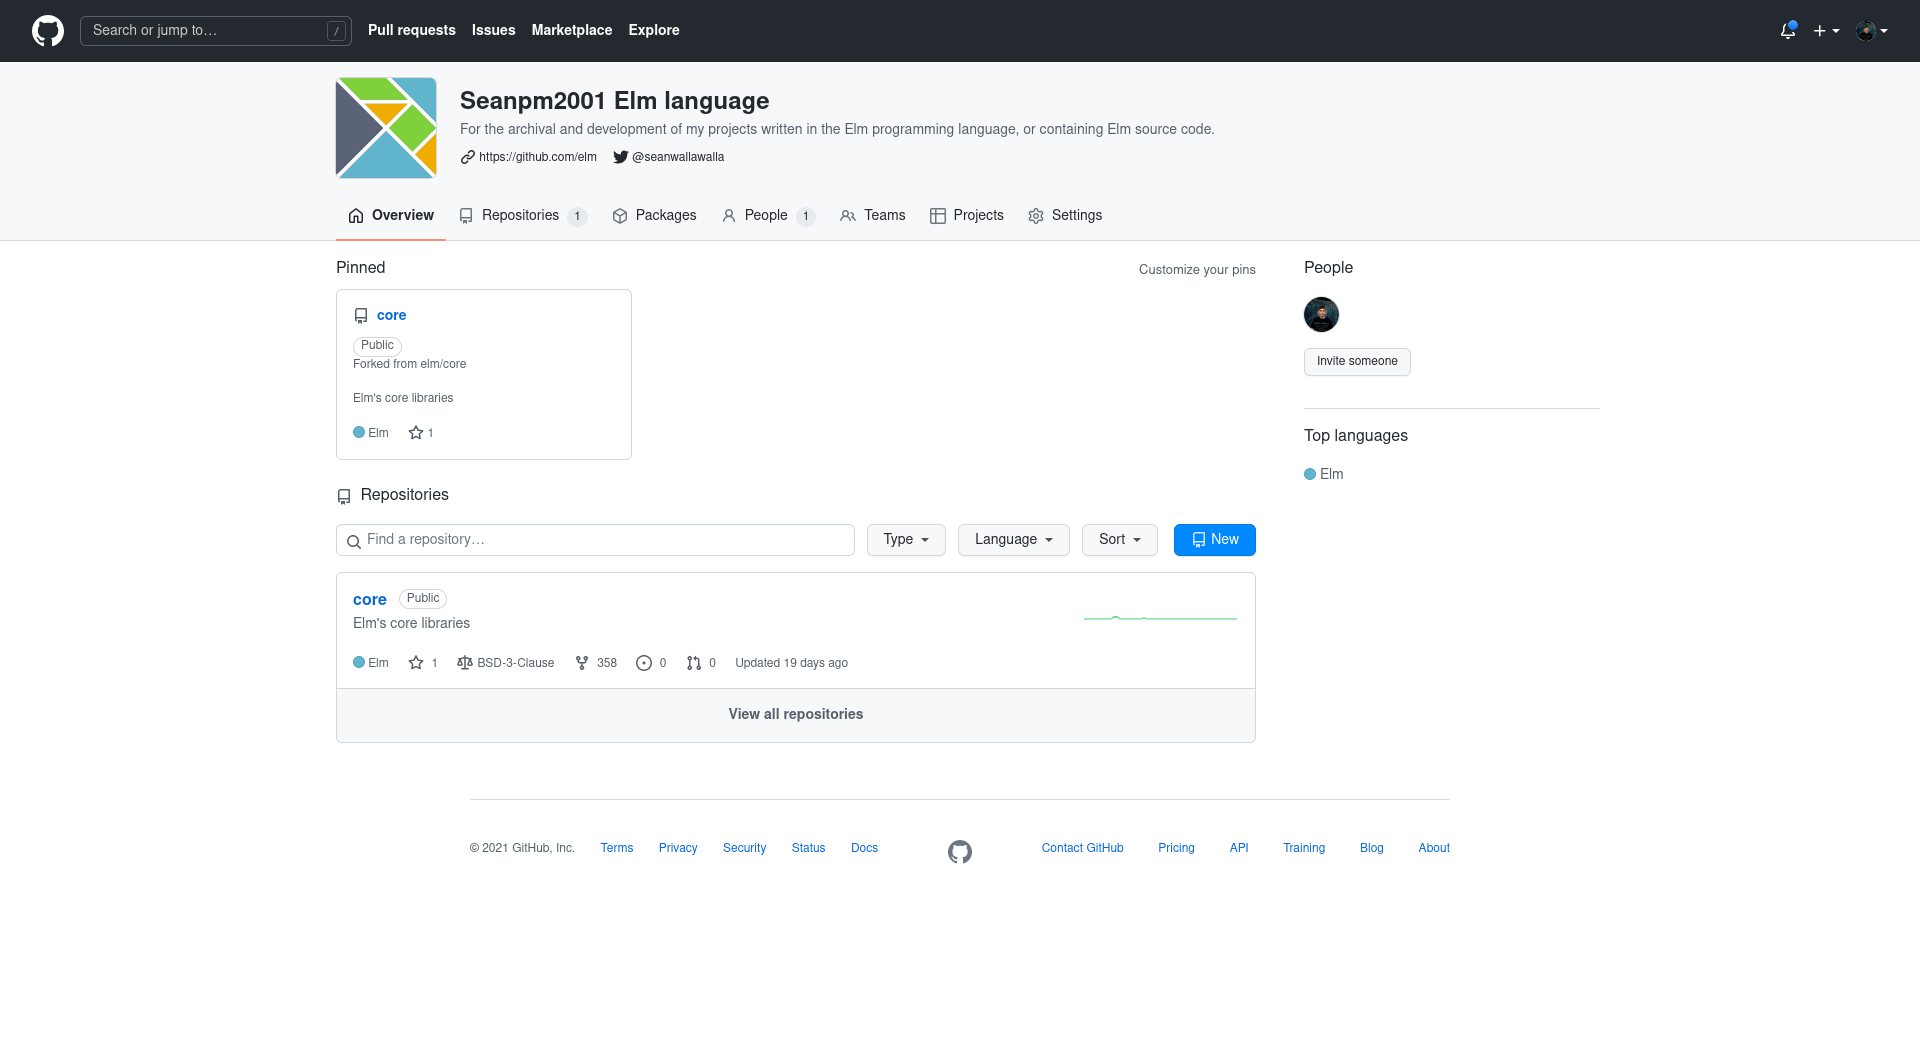 Search or jump to… / Pull requests Issues Marketplace Explore
Seanpm2001 Elm language
For the archival and development of my projects written in the Elm programming language, or containing Elm source code.
https://github.com/elm @seanwallawalla
Overview Repositories 1 Packages People 1 Teams Projects Settings
Pinned Customize your pins
core
Public
Forked from elm/core
Elm's core libraries
Elm 1
Repositories
Find a repository… Type Language Sort New
core Public
Elm's core libraries
Elm 1 BSD-3-Clause 358 0 0 Updated 19 days ago
View all repositories
People
Invite someone
Top languages
Elm
© 2021 GitHub, Inc. Terms Privacy Security Status Docs Contact GitHub Pricing API Training Blog About